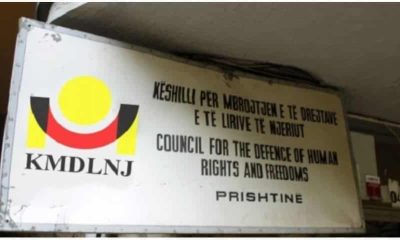 KMDLNJ
KËSHILLI PËR MBROJTJEN E TË DREJTAVE
E TË LIRIVE TË NJERIUT
COUNCIL FOR THE DEFENCE OF HUMAN
RIGHTS AND FREEDOMS
PRISHTINË